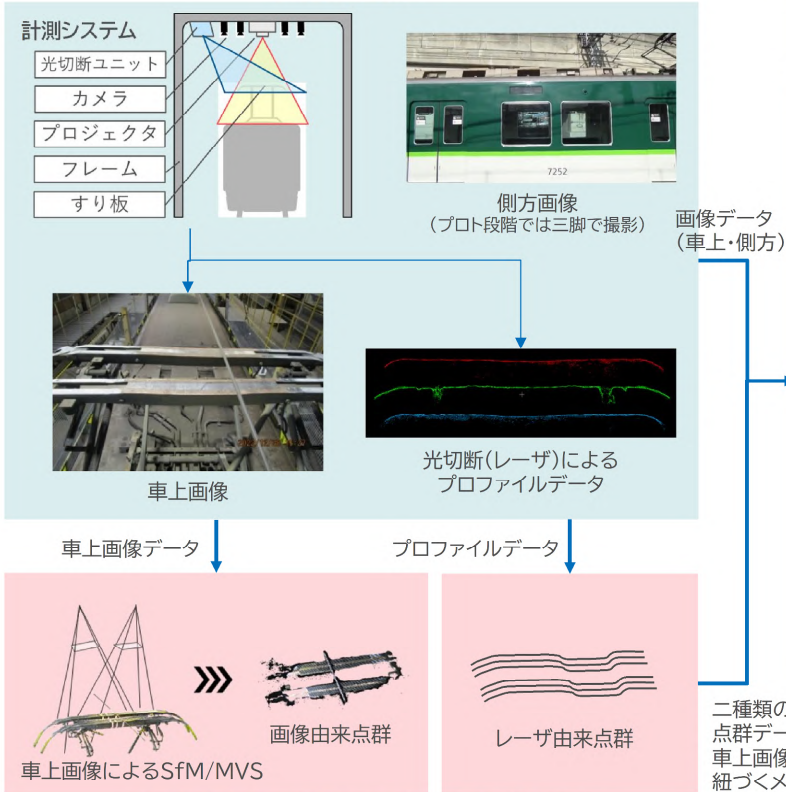 計測システム
光切断ユニット
カメラ
プロジェクタ
フレーム
すり板
7252
側方画像
(プロト段階では三脚で撮影)
画像データ
(車上・側方)
車上画像
光切断(レーザ)による
プロファイルデータ
車上画像データ
プロファイルデータ
画像由来点群
車上画像によるSfM/MVS
レーザ由来点群
二種類の
点群デー
車上画像
紐づくメ